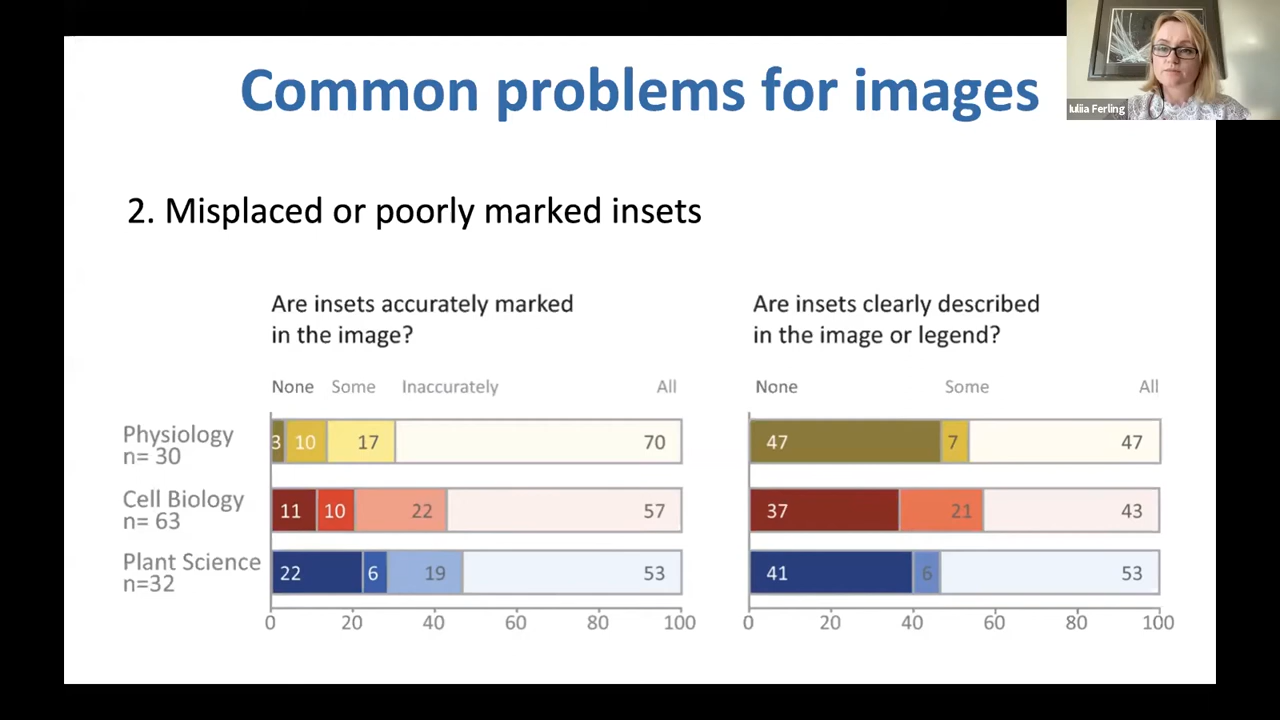 Common problems for images
Iuliia Ferling
2. Misplaced or poorly marked insets
Are insets accurately marked
in the image?
None Some Inaccurately All
Physiology
n= 30
3 10 17 70
Cell Biology
n= 63
11 10 22 57
Plant Science
n=32
22 6 19 53
0 20 40 60 80 100
Are insets clearly described
in the image or legend?
None Some All
47 7 47
37 21 43
41 6 53
0 20 40 60 80 100